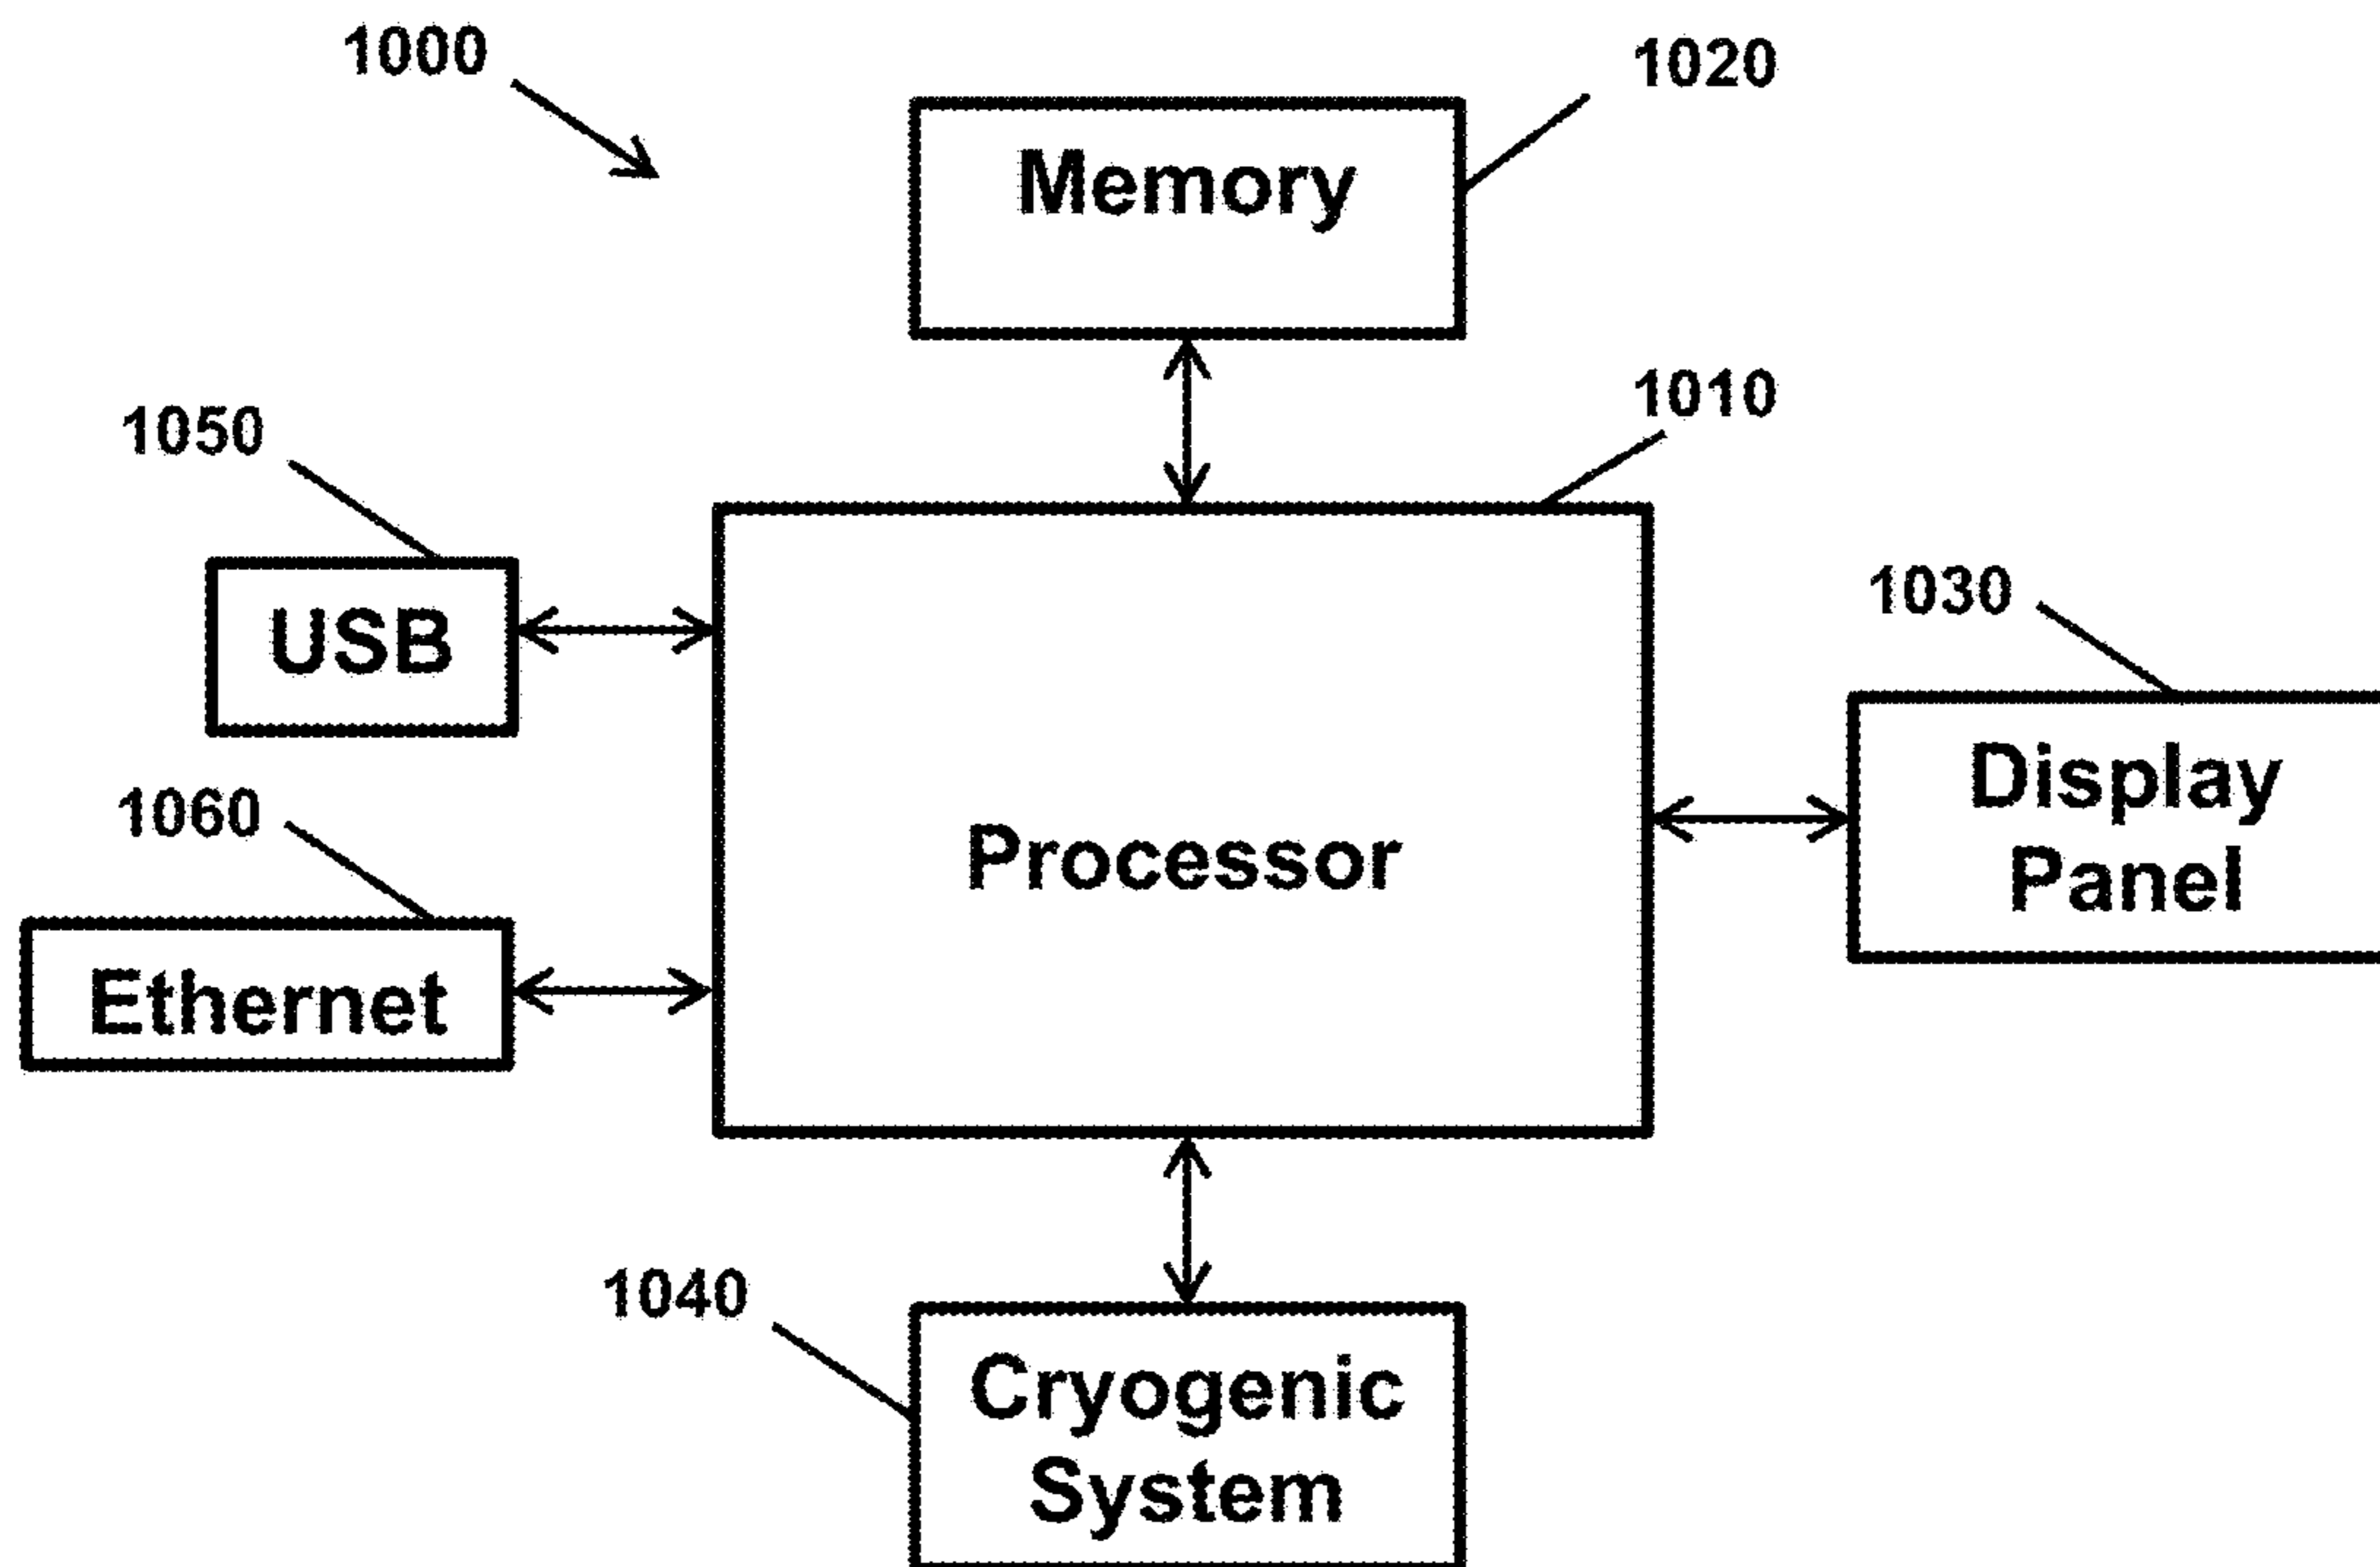 1000
1020
Memory
1010
1050
USB
1030
Display
Panel
1060
Processor
Ethernet
1040
Cryogenic
System